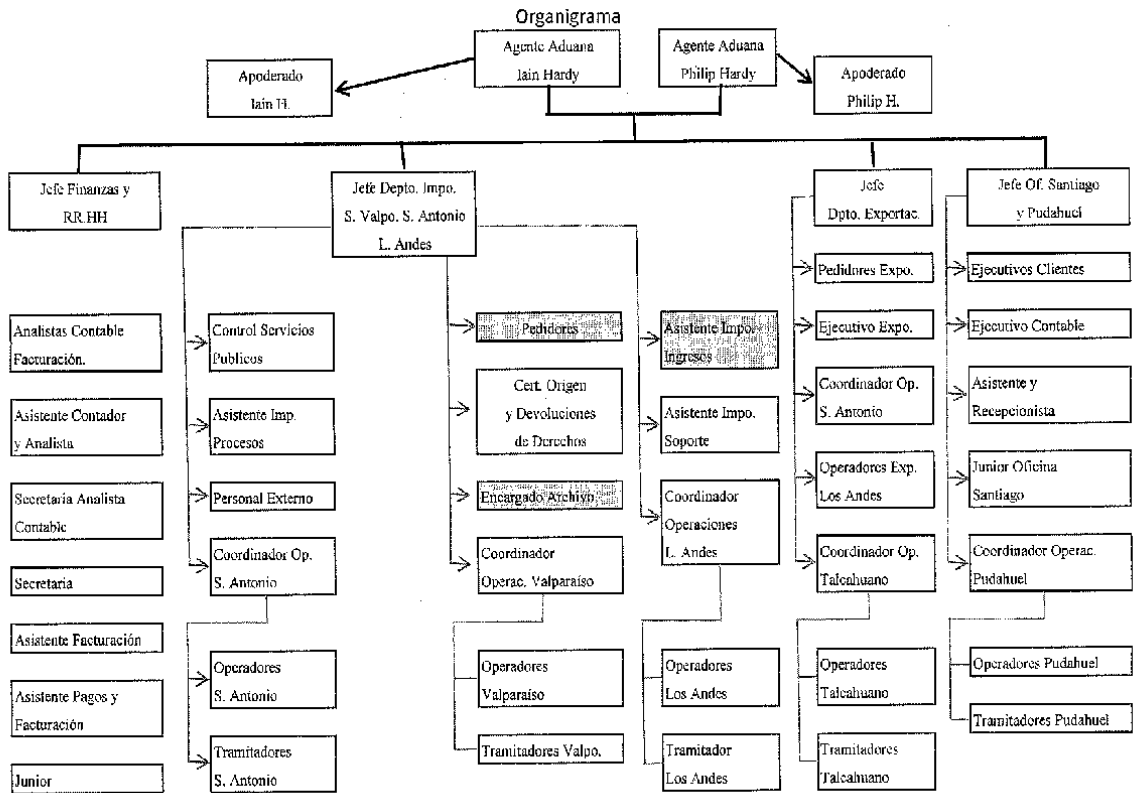 Organigrama
Agente Aduana
Iain Hardy
Agente Aduana
Philip Hardy
Apoderado
Iain H.
Apoderado
Philip H.
Jefe Finanzas y
RR.HH
Jefe Depto. Impo.
S. Valpo. S. Antonio
L. Andes
Jefe
Dpto. Exportac.
Jefe Of. Santiago
y Pudahuel
Analistas Contable
Facturación.
Asistente Contador
y Analista
Secretaria Analista
Contable
Secretaria
Asistente Facturación
Asistente Pagos y
Facturación
Junior
Control Servicios
Publicos
Asistente Imp.
Procesos
Personal Externo
Coordinador Op.
S. Antonio
Operadores
S. Antonio
Tramitadores
S. Antonio
Pedidores
Cert. Origen
y Devoluciones
de Derechos
Encargado Archivo
Coordinador
Operac. Valparaíso
Operadores
Valparaíso
Tramitadores Valpo.
Asistente Impo.
Ingresos
Asistente Impo.
Soporte
Coordinador
Operaciones
L. Andes
Operadores
Los Andes
Tramitador
Los Andes
Pedidores Expo.
Ejecutivo Expo.
Coordinador Op.
S. Antonio
Operadores Exp.
Los Andes
Coordinador Op.
Talcahuano
Operadores
Talcahuano
Tramitadores
Talcahuano
Ejecutivos Clientes
Ejecutivo Contable
Asistente y
Recepcionista
Junior Oficina
Santiago
Coordinador Operac.
Pudahuel
Operadores Pudahuel
Tramitadores Pudahuel